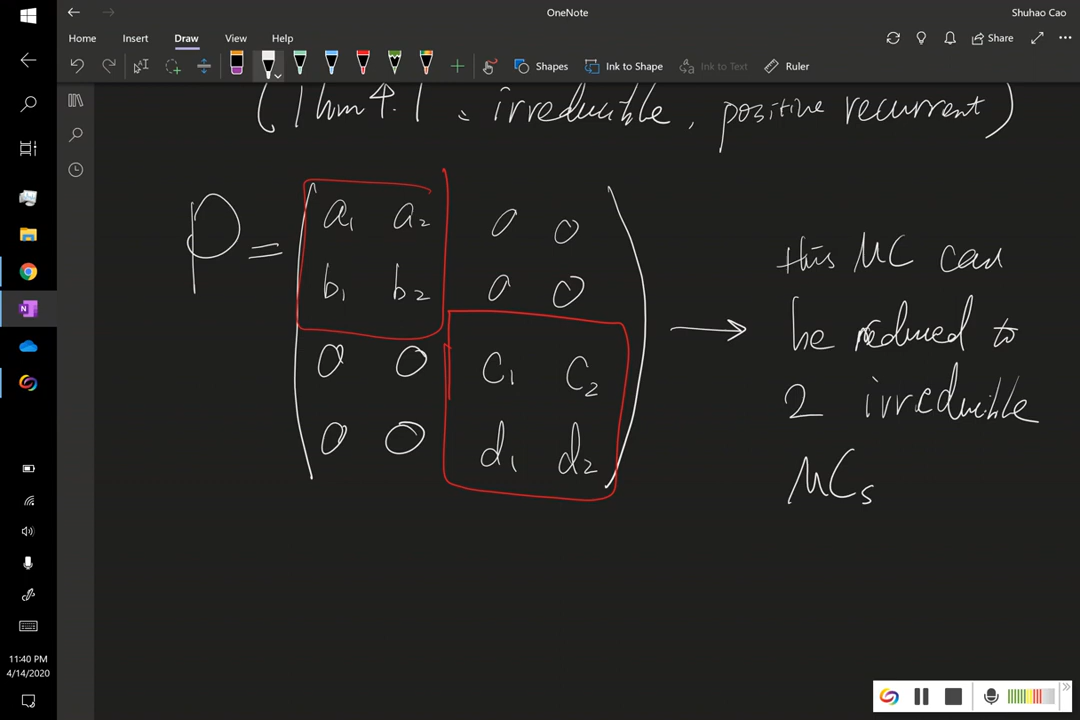 OneNote
Shuhao Cao
Home Insert Draw View Help
Share
Shapes Ink to Shape Ink to Text Ruler
(Thm 4.1 : irreducible, positive recurrent)
P = ( a₁ a₂ 0 0
b₁ b₂ 0 0
0 0 c₁ c₂
0 0 d₁ d₂ )
→ this MC can
be reduced to
2 irreducible
MCs
11:40 PM
4/14/2020